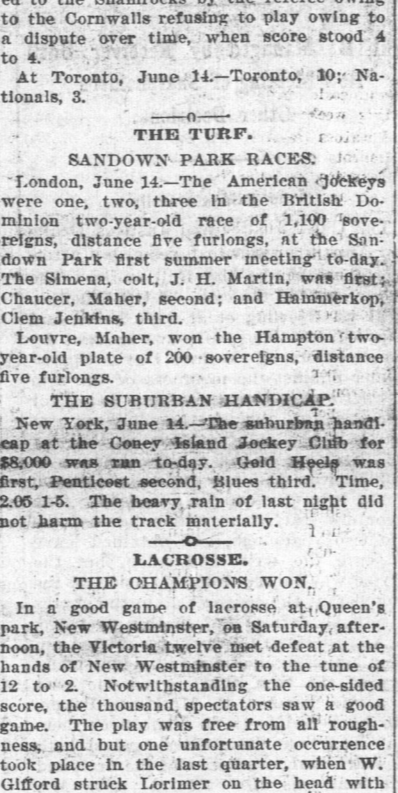 ed to the Shamrocks by the referee owing
to the Cornwalls refusing to play owing to
a dispute over time, when score stood 4
to 4.
At Toronto, June 14.—Toronto, 10; Na-
tionals, 3.
THE TURF.
SANDOWN PARK RACES.
London, June 14.—The American jockeys
were one, two, three in the British Do-
minion two-year-old race of 1,100 sove-
reigns, distance five furlongs, at the San-
down Park first summer meeting to-day.
The Simena, colt, J. H. Martin, was first;
Chaucer, Maher, second; and Hammerkop,
Clem Jenkins, third.
Louvre, Maher, won the Hampton two-
year-old plate of 200 sovereigns, distance
five furlongs.
THE SUBURBAN HANDICAP.
New York, June 14.—The suburban handi-
cap at the Coney Island Jockey Club for
$8,000 was run to-day. Gold Heels was
first, Pentecost second, Blues third. Time,
2.05 1-5. The heavy rain of last night did
not harm the track materially.
LACROSSE.
THE CHAMPIONS WON.
In a good game of lacrosse at Queen's
park, New Westminster, on Saturday after-
noon, the Victoria twelve met defeat at the
hands of New Westminster to the tune of
12 to 2. Notwithstanding the one-sided
score, the thousand spectators saw a good
game. The play was free from all rough-
ness, and but one unfortunate occurrence
took place in the last quarter, when W.
Gifford struck Lorimer on the head with